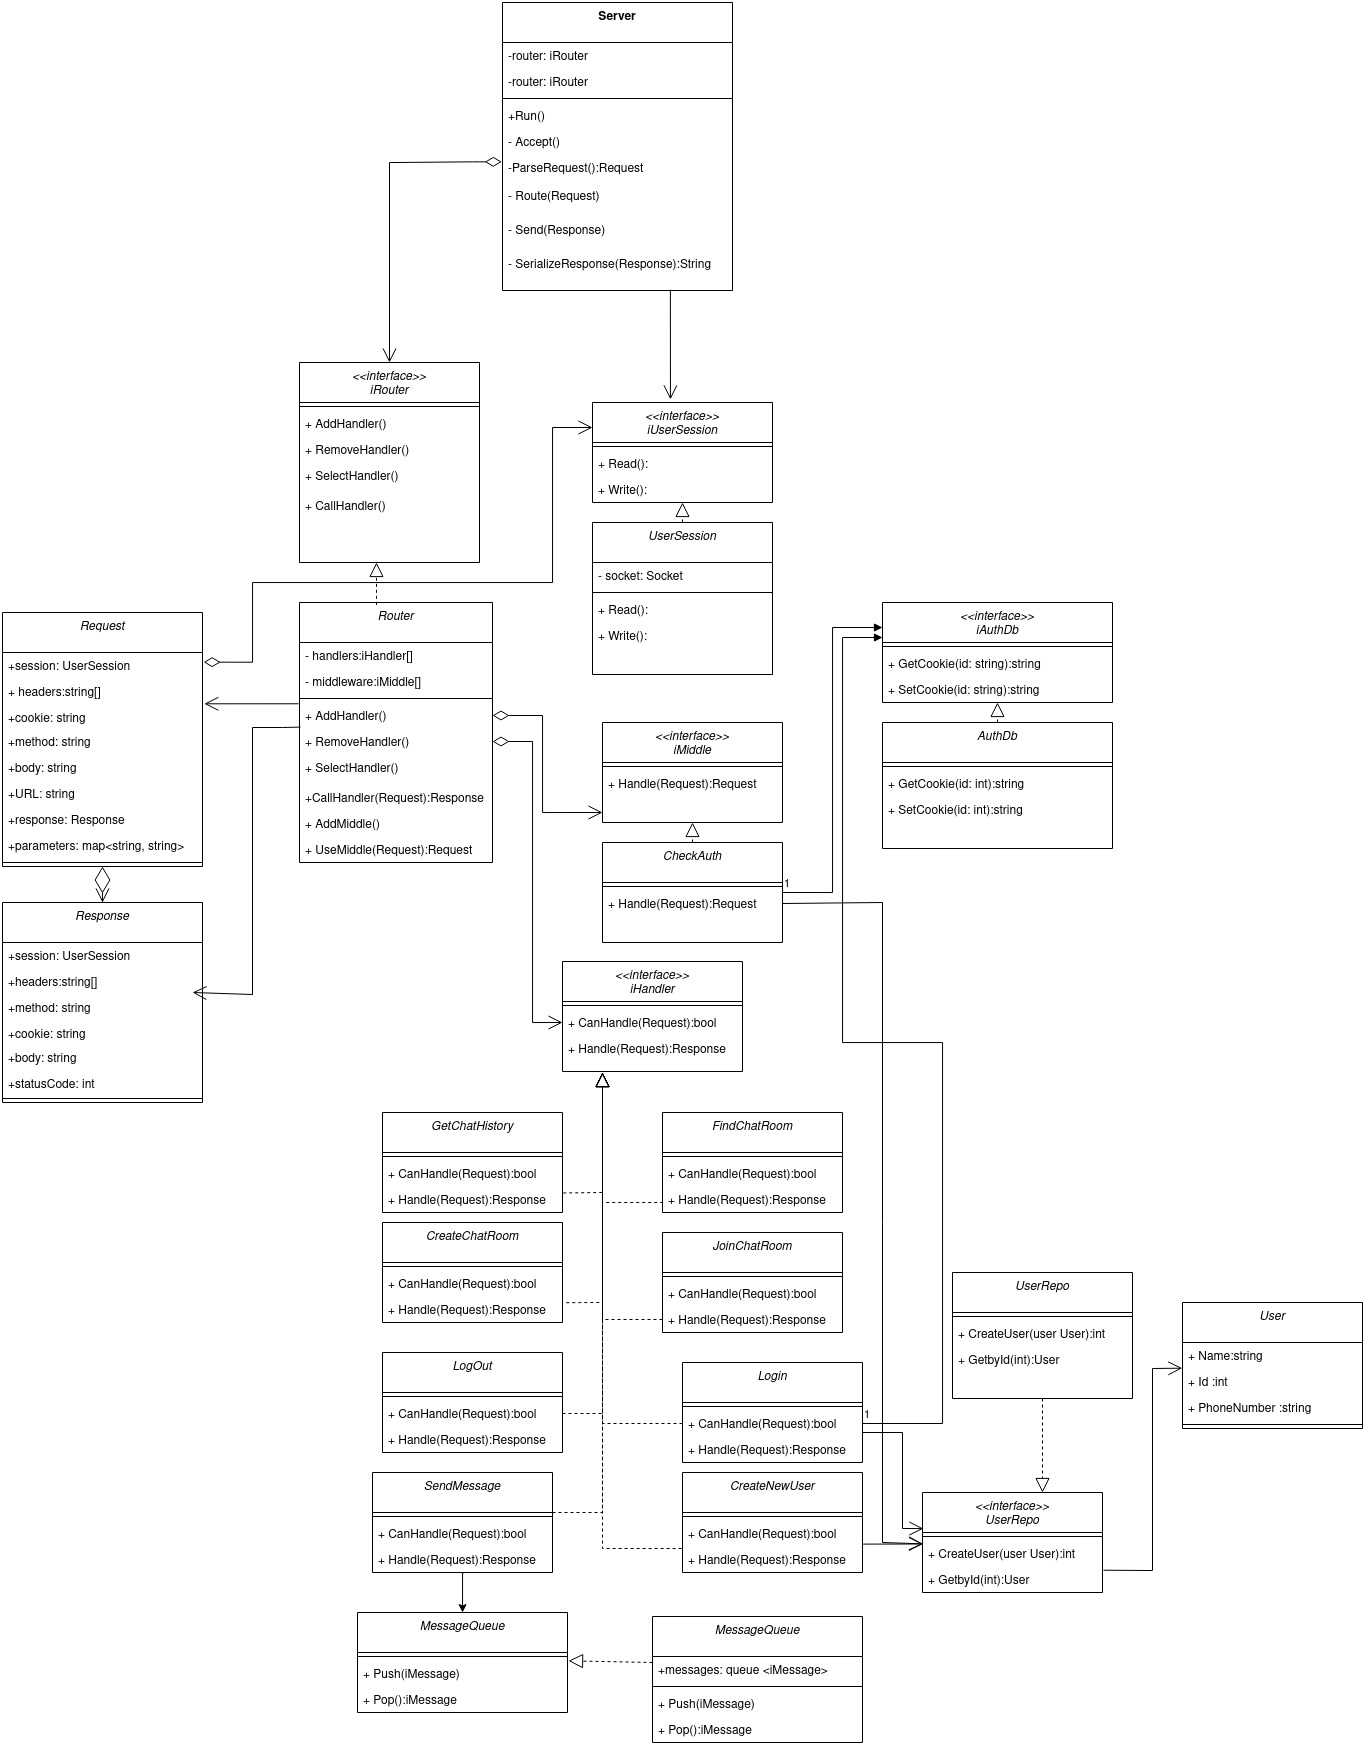 Server
-router: iRouter
-router: iRouter
+Run()
- Accept()
-ParseRequest():Request
- Route(Request)
- Send(Response)
- SerializeResponse(Response):String
<<interface>>
iRouter
+ AddHandler()
+ RemoveHandler()
+ SelectHandler()
+ CallHandler()
<<interface>>
iUserSession
+ Read():
+ Write():
UserSession
- socket: Socket
+ Read():
+ Write():
Request
+session: UserSession
+ headers:string[]
+cookie: string
+method: string
+body: string
+URL: string
+response: Response
+parameters: map<string, string>
Router
- handlers:iHandler[]
- middleware:iMiddle[]
+ AddHandler()
+ RemoveHandler()
+ SelectHandler()
+CallHandler(Request):Response
+ AddMiddle()
+ UseMiddle(Request):Request
<<interface>>
iAuthDb
+ GetCookie(id: string):string
+ SetCookie(id: string):string
AuthDb
+ GetCookie(id: int):string
+ SetCookie(id: int):string
<<interface>>
iMiddle
+ Handle(Request):Request
CheckAuth
+ Handle(Request):Request
1
Response
+session: UserSession
+headers:string[]
+method: string
+cookie: string
+body: string
+statusCode: int
<<interface>>
iHandler
+ CanHandle(Request):bool
+ Handle(Request):Response
GetChatHistory
+ CanHandle(Request):bool
+ Handle(Request):Response
FindChatRoom
+ CanHandle(Request):bool
+ Handle(Request):Response
CreateChatRoom
+ CanHandle(Request):bool
+ Handle(Request):Response
JoinChatRoom
+ CanHandle(Request):bool
+ Handle(Request):Response
LogOut
+ CanHandle(Request):bool
+ Handle(Request):Response
Login
+ CanHandle(Request):bool
+ Handle(Request):Response
1
UserRepo
+ CreateUser(user User):int
+ GetbyId(int):User
User
+ Name:string
+ Id :int
+ PhoneNumber :string
SendMessage
+ CanHandle(Request):bool
+ Handle(Request):Response
CreateNewUser
+ CanHandle(Request):bool
+ Handle(Request):Response
<<interface>>
UserRepo
+ CreateUser(user User):int
+ GetbyId(int):User
MessageQueue
+ Push(iMessage)
+ Pop():iMessage
MessageQueue
+messages: queue <iMessage>
+ Push(iMessage)
+ Pop():iMessage